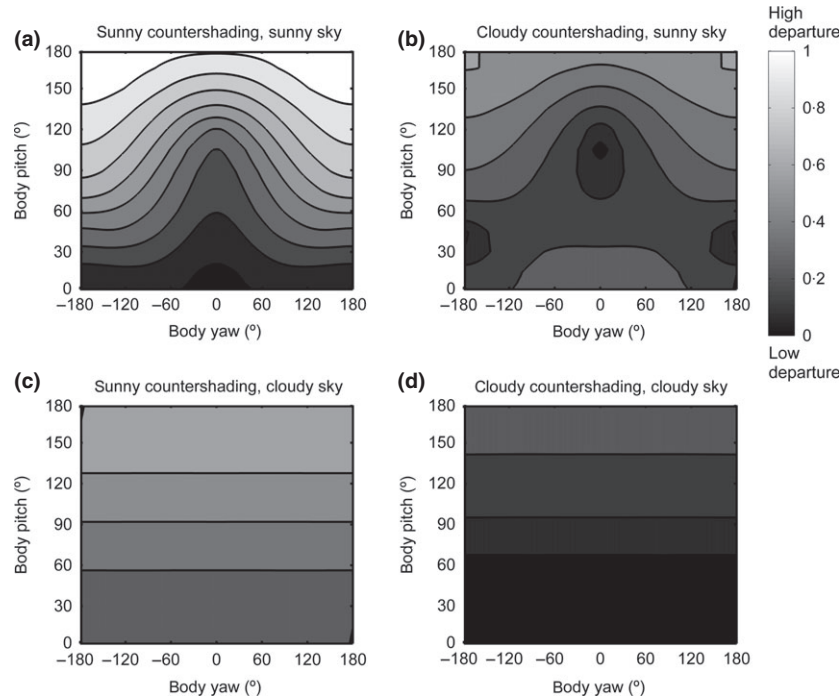 (a) Sunny countershading, sunny sky
180
150
120
90
60
30
0
Body pitch (º)
−180 −120 −60 0 60 120 180
Body yaw (º)
(b) Cloudy countershading, sunny sky
180
150
120
90
60
30
0
Body pitch (º)
−180 −120 −60 0 60 120 180
Body yaw (º)
High
departure
1
0·8
0·6
0·4
0·2
0
Low
departure
(c) Sunny countershading, cloudy sky
180
150
120
90
60
30
0
Body pitch (º)
−180 −120 −60 0 60 120 180
Body yaw (º)
(d) Cloudy countershading, cloudy sky
180
150
120
90
60
30
0
Body pitch (º)
−180 −120 −60 0 60 120 180
Body yaw (º)